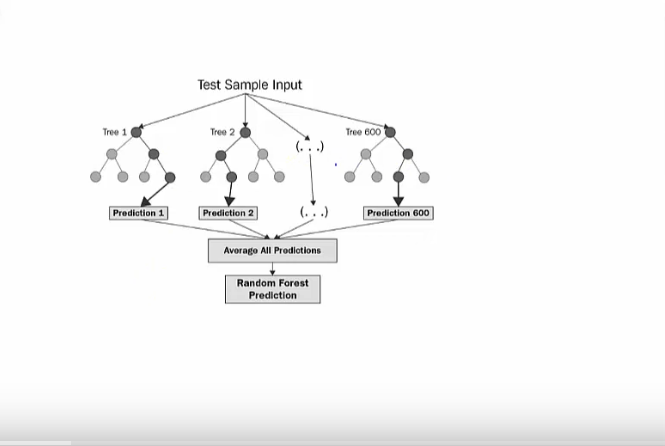 Test Sample Input
Tree 1
Tree 2
(. . .)
Tree 600
Prediction 1
Prediction 2
(. . .)
Prediction 600
Average All Predictions
Random Forest
Prediction